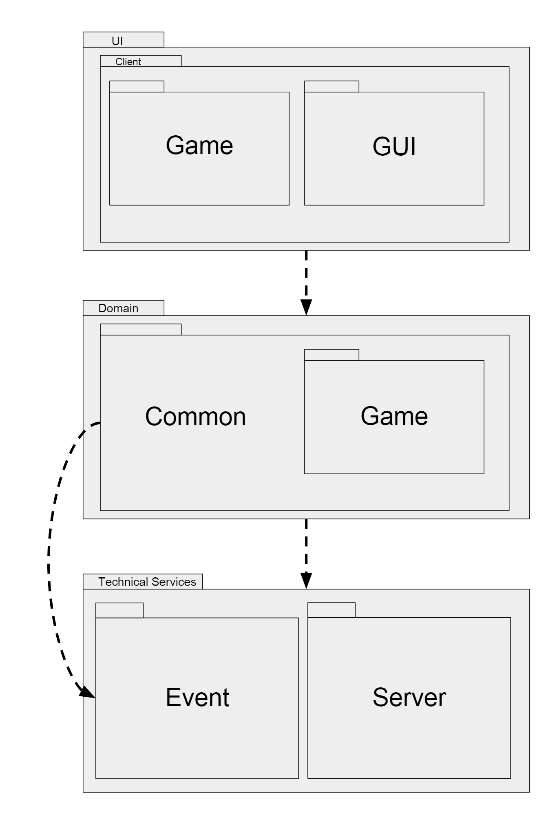 UI
Client
Game
GUI
Domain
Common
Game
Technical Services
Event
Server